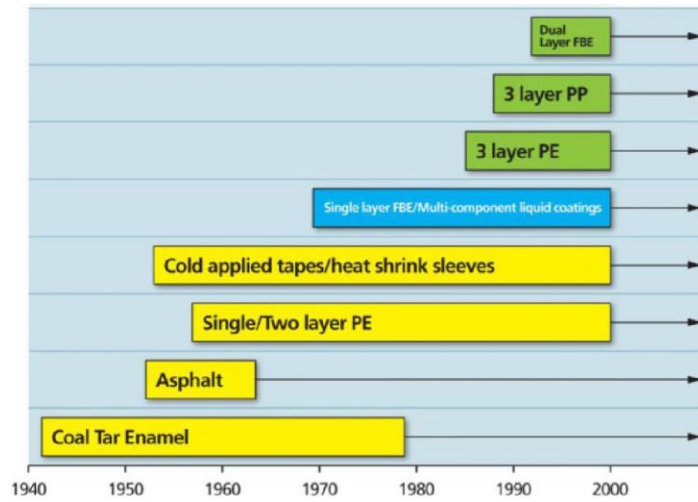 Dual
Layer FBE
3 layer PP
3 layer PE
Single layer FBE/Multi-component liquid coatings
Cold applied tapes/heat shrink sleeves
Single/Two layer PE
Asphalt
Coal Tar Enamel
1940 1950 1960 1970 1980 1990 2000